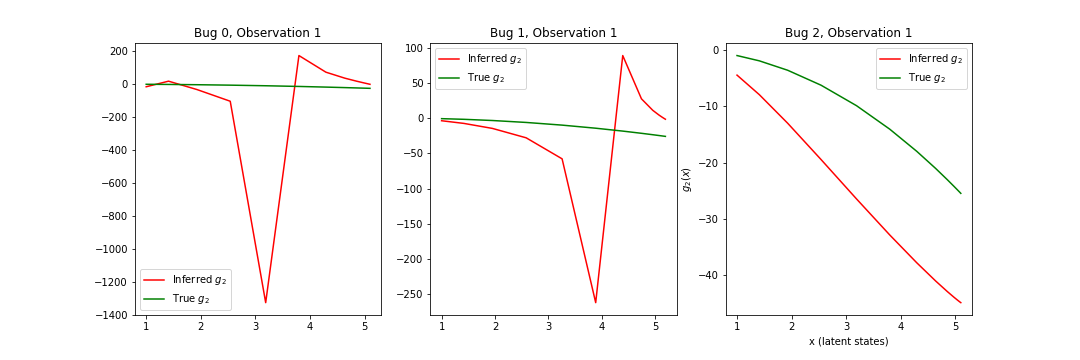 Bug 0, Observation 1
200
0
−200
−400
−600
−800
−1000
−1200
−1400
1 2 3 4 5
Inferred g₂
True g₂
Bug 1, Observation 1
100
50
0
−50
−100
−150
−200
−250
1 2 3 4 5
Inferred g₂
True g₂
Bug 2, Observation 1
0
−10
−20
−30
−40
g₂(x)
1 2 3 4 5
x (latent states)
Inferred g₂
True g₂